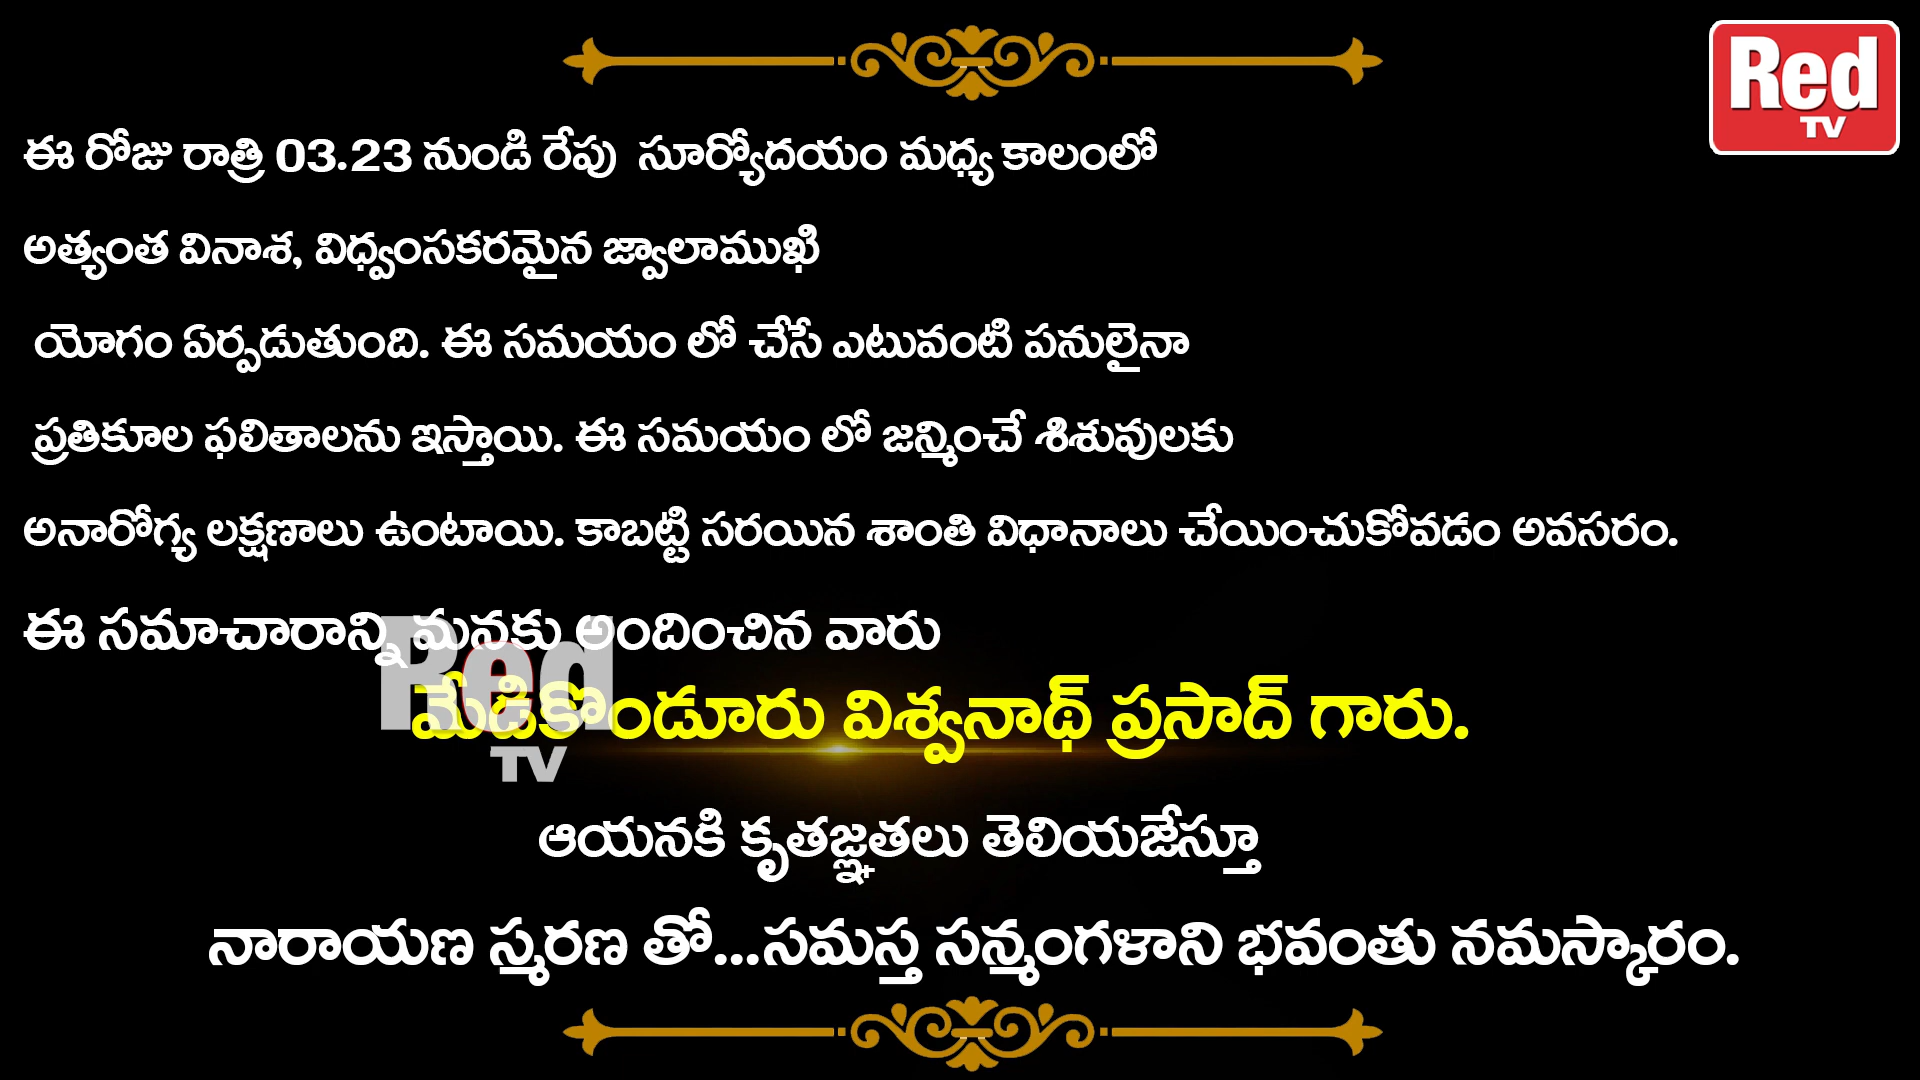 Red
TV
ఈ రోజు రాత్రి 03.23 నుండి రేపు సూర్యోదయం మధ్య కాలంలో
అత్యంత వినాశ, విధ్వంసకరమైన జ్వాలాముఖి
యోగం ఏర్పడుతుంది. ఈ సమయం లో చేసే ఎటువంటి పనులైనా
ప్రతికూల ఫలితాలను ఇస్తాయి. ఈ సమయం లో జన్మించే శిశువులకు
అనారోగ్య లక్షణాలు ఉంటాయి. కాబట్టి సరయిన శాంతి విధానాలు చేయించుకోవడం అవసరం.
ఈ సమాచారాన్ని మనకు అందించిన వారు
మేడికొండూరు విశ్వనాథ్ ప్రసాద్ గారు.
Red
TV
ఆయనకి కృతజ్ఞతలు తెలియజేస్తూ
నారాయణ స్మరణ తో...సమస్త సన్మంగళాని భవంతు నమస్కారం.